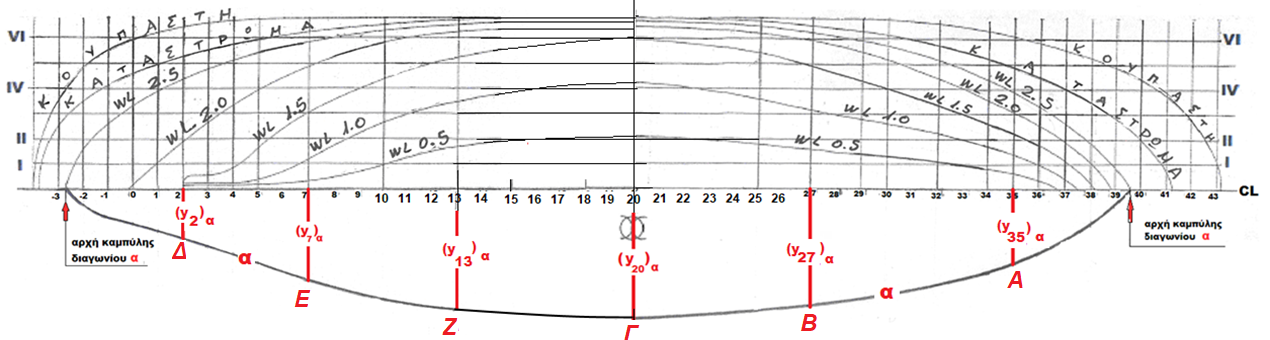 ΚΟΥΠΑΣΤΗ
ΚΑΤΑΣΤΡΟΜΑ
WL 2.5
WL 2.0
WL 1.5
WL 1.0
WL 0.5
ΚΟΥΠΑΣΤΗ
ΚΑΤΑΣΤΡΩΜΑ
WL 2.5
WL 2.0
WL 1.5
WL 1.0
WL 0.5
VI
IV
II
I
VI
IV
II
I
-3 -2 -1 0 1 2 3 4 5 6 7 8 9 10 11 12 13 14 15 16 17 18 19 20 21 22 23 24 25 26 27 28 29 30 31 32 33 34 35 36 37 38 39 40 41 42 43 CL
(y2)α
(y7)α
(y13)α
(y20)α
(y27)α
(y35)α
αρχή καμπύλης
διαγωνίου α
αρχή καμπύλης
διαγωνίου α
Δ
α
Ε
Ζ
Γ
Β
α
Α